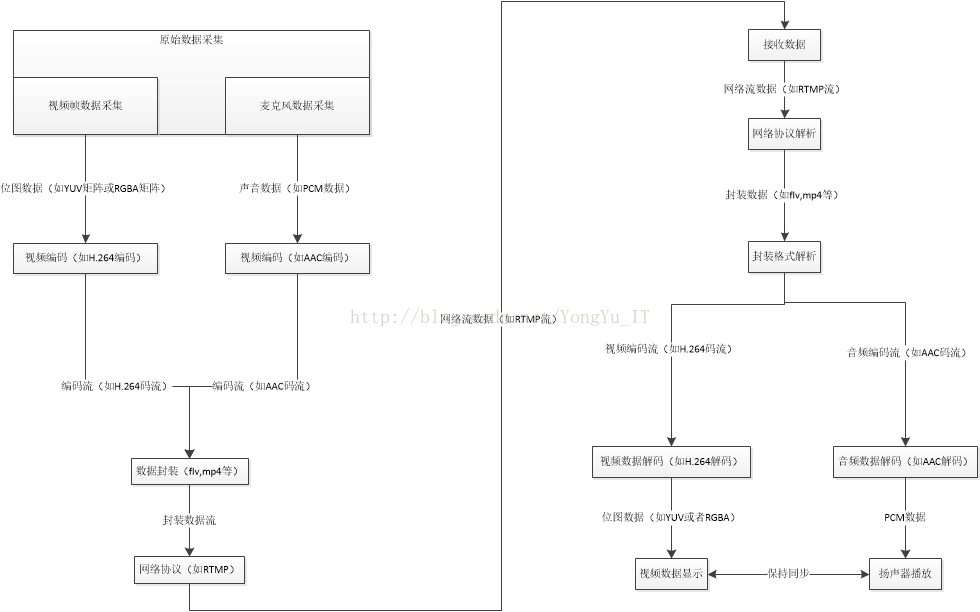 原始数据采集
视频帧数据采集
麦克风数据采集
位图数据（如YUV矩阵或RGBA矩阵）
声音数据（如PCM数据）
视频编码（如H.264编码）
视频编码（如AAC编码）
编码流（如H.264码流）
编码流（如AAC码流）
数据封装（flv,mp4等）
封装数据流
网络协议（如RTMP）
网络流数据（如RTMP流）
接收数据
网络流数据（如RTMP流）
网络协议解析
封装数据（如flv,mp4等）
封装格式解析
视频编码流（如H.264码流）
音频编码流（如AAC码流）
视频数据解码（如H.264解码）
音频数据解码（如AAC解码）
位图数据（如YUV或者RGBA）
PCM数据
视频数据显示
保持同步
扬声器播放
/YongYu_IT